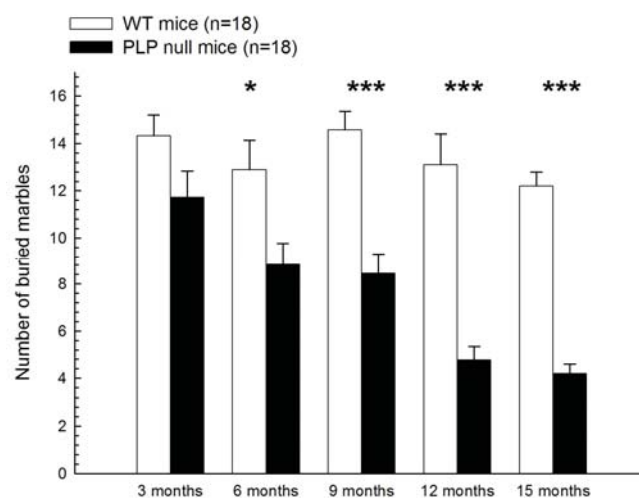 WT mice (n=18)
PLP null mice (n=18)
* *** *** ***
Number of buried marbles
16
14
12
10
8
6
4
2
0
3 months 6 months 9 months 12 months 15 months